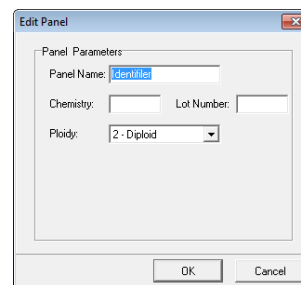 Edit Panel
Panel Parameters
Panel Name: Identifiler
Chemistry: Lot Number:
Ploidy: 2 - Diploid
OK Cancel